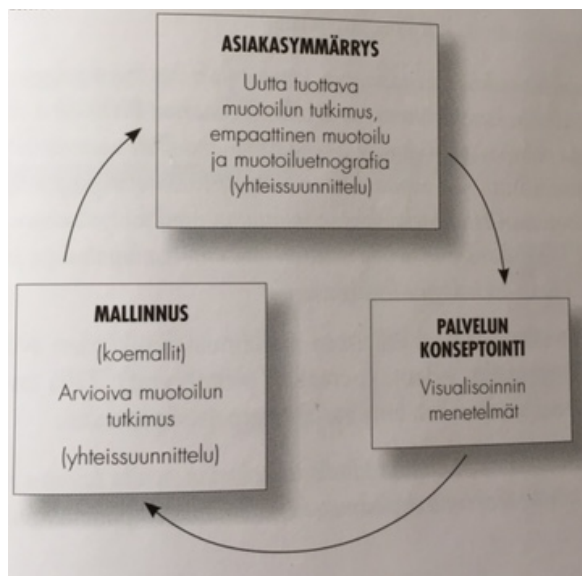 ASIAKASYMMÄRRYS
Uutta tuottava
muotoilun tutkimus,
empaattinen muotoilu
ja muotoiluetnografia
(yhteissuunnittelu)
MALLINNUS
(koemallit)
Arvioiva muotoilun
tutkimus
(yhteissuunnittelu)
PALVELUN
KONSEPTOINTI
Visualisoinnin
menetelmät